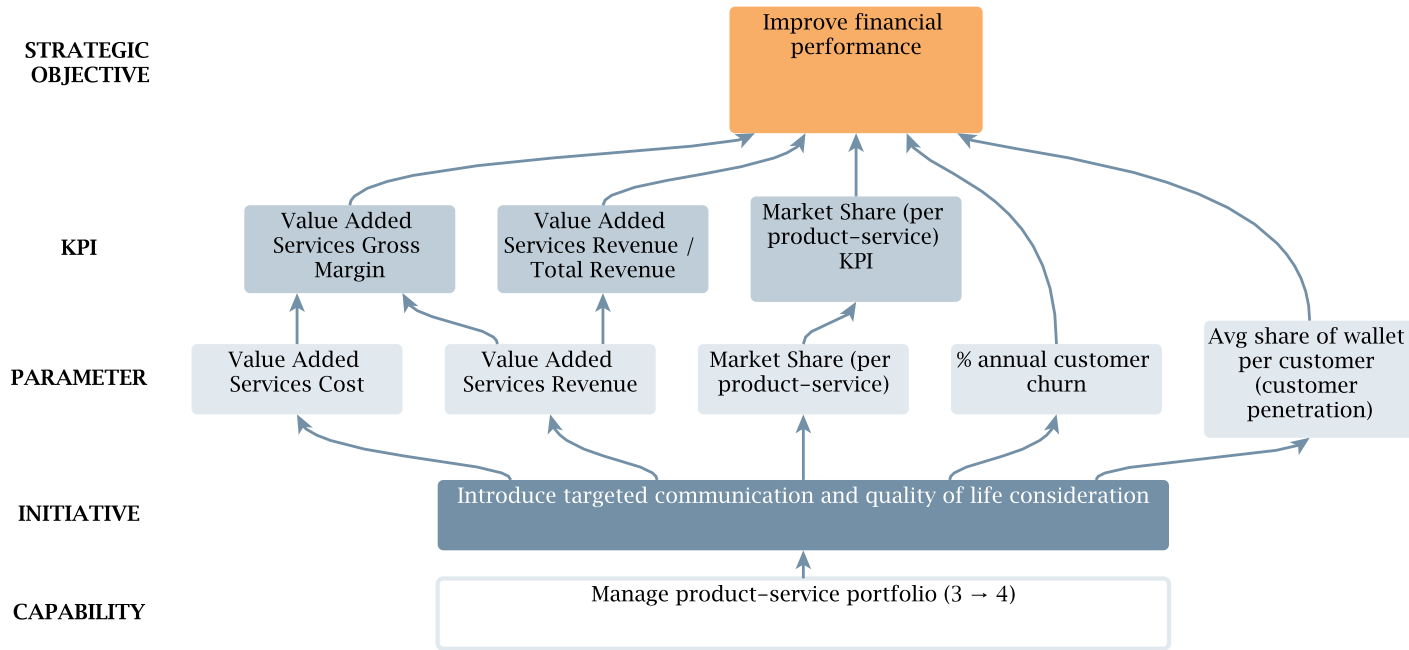 STRATEGIC
OBJECTIVE
Improve financial
performance
KPI
Value Added
Services Gross
Margin
Value Added
Services Revenue /
Total Revenue
Market Share (per
product-service)
KPI
PARAMETER
Value Added
Services Cost
Value Added
Services Revenue
Market Share (per
product-service)
% annual customer
churn
Avg share of wallet
per customer
(customer
penetration)
INITIATIVE
Introduce targeted communication and quality of life consideration
CAPABILITY
Manage product-service portfolio (3 → 4)